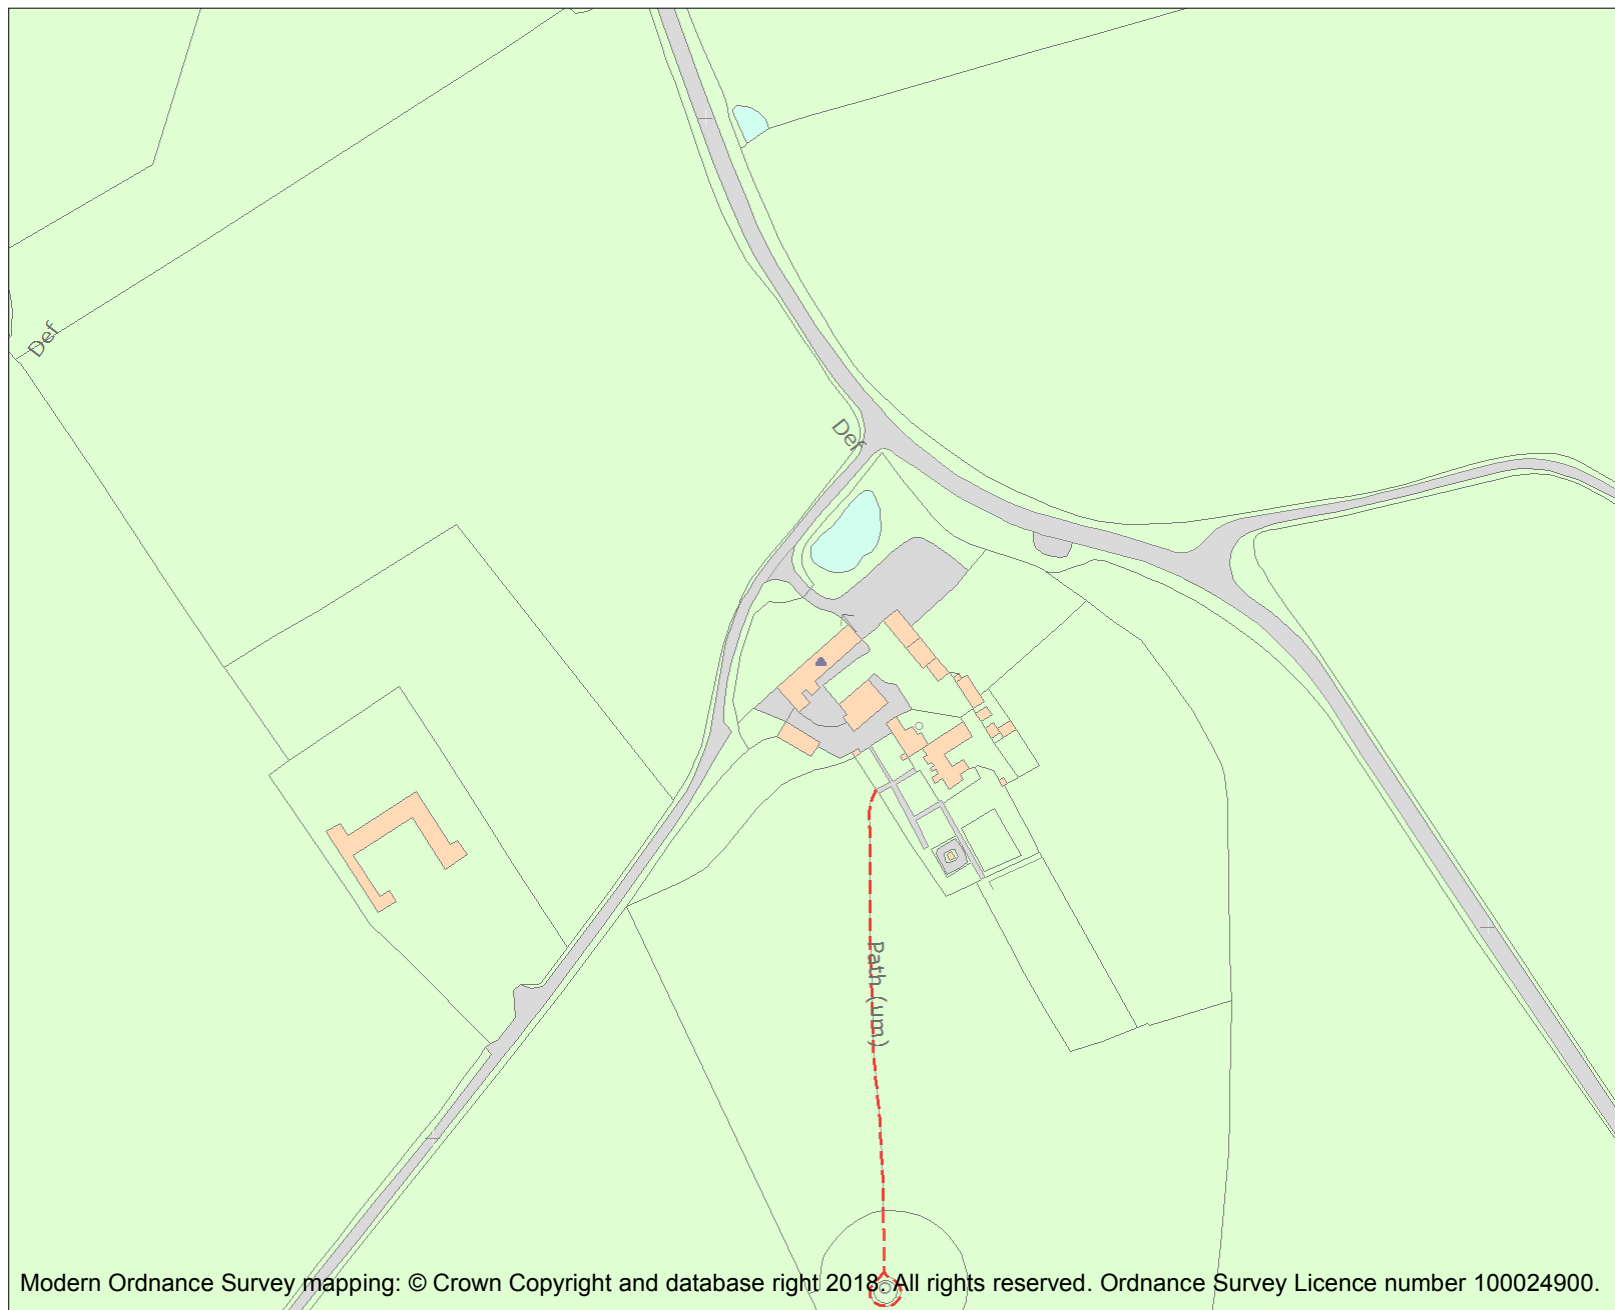 Def
Def
Path (um)
Modern Ordnance Survey mapping: © Crown Copyright and database right 2018. All rights reserved. Ordnance Survey Licence number 100024900.